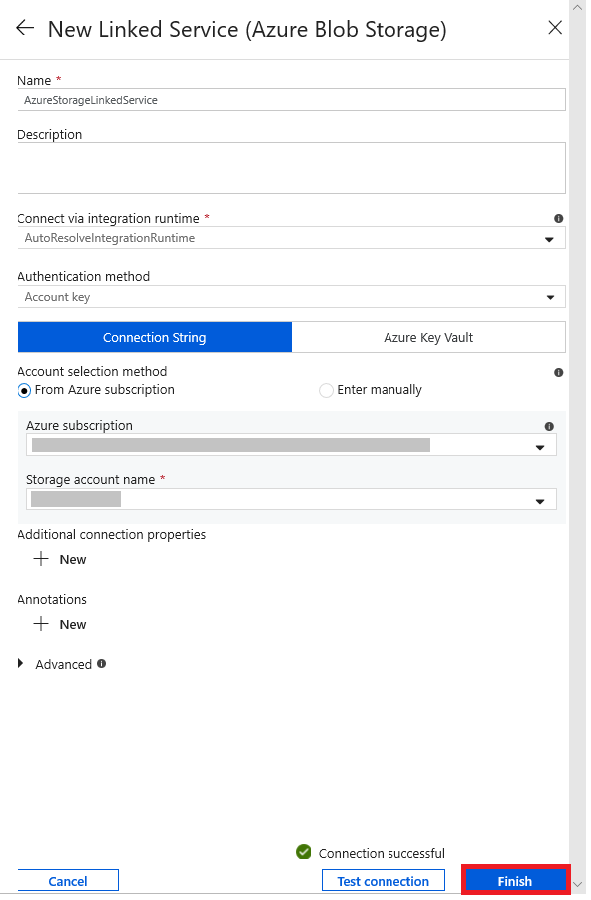 New Linked Service (Azure Blob Storage)
Name *
AzureStorageLinkedService
Description
Connect via integration runtime *
AutoResolveIntegrationRuntime
Authentication method
Account key
Connection String Azure Key Vault
Account selection method
From Azure subscription Enter manually
Azure subscription
Storage account name *
Additional connection properties
New
Annotations
New
Advanced
Connection successful
Cancel Test connection Finish